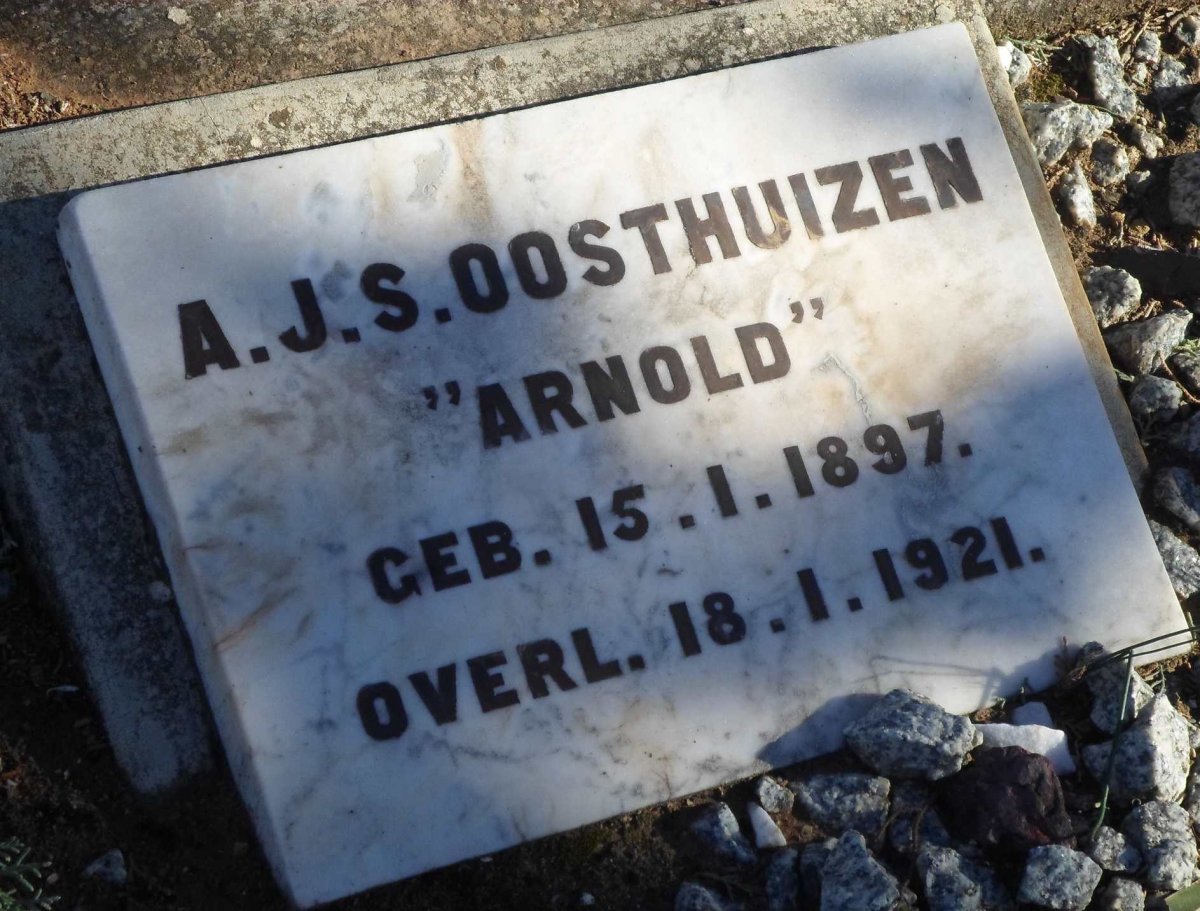 A.J.S.OOSTHUIZEN
"ARNOLD"
GEB. 15.1.1897.
OVERL. 18.1.1921.